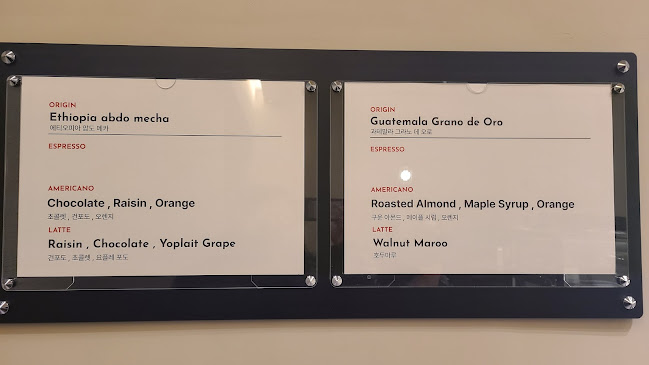 ORIGIN
Ethiopia abdo mecha
에티오피아 압도 메카
ESPRESSO
AMERICANO
Chocolate , Raisin , Orange
초콜렛 , 건포도 , 오렌지
LATTE
Raisin , Chocolate , Yoplait Grape
건포도 , 초콜렛 , 요플레 포도
ORIGIN
Guatemala Grano de Oro
과테말라 그라노 데 오로
ESPRESSO
AMERICANO
Roasted Almond , Maple Syrup , Orange
구운 아몬드 , 메이플 시럽 , 오렌지
LATTE
Walnut Maroo
호두마루